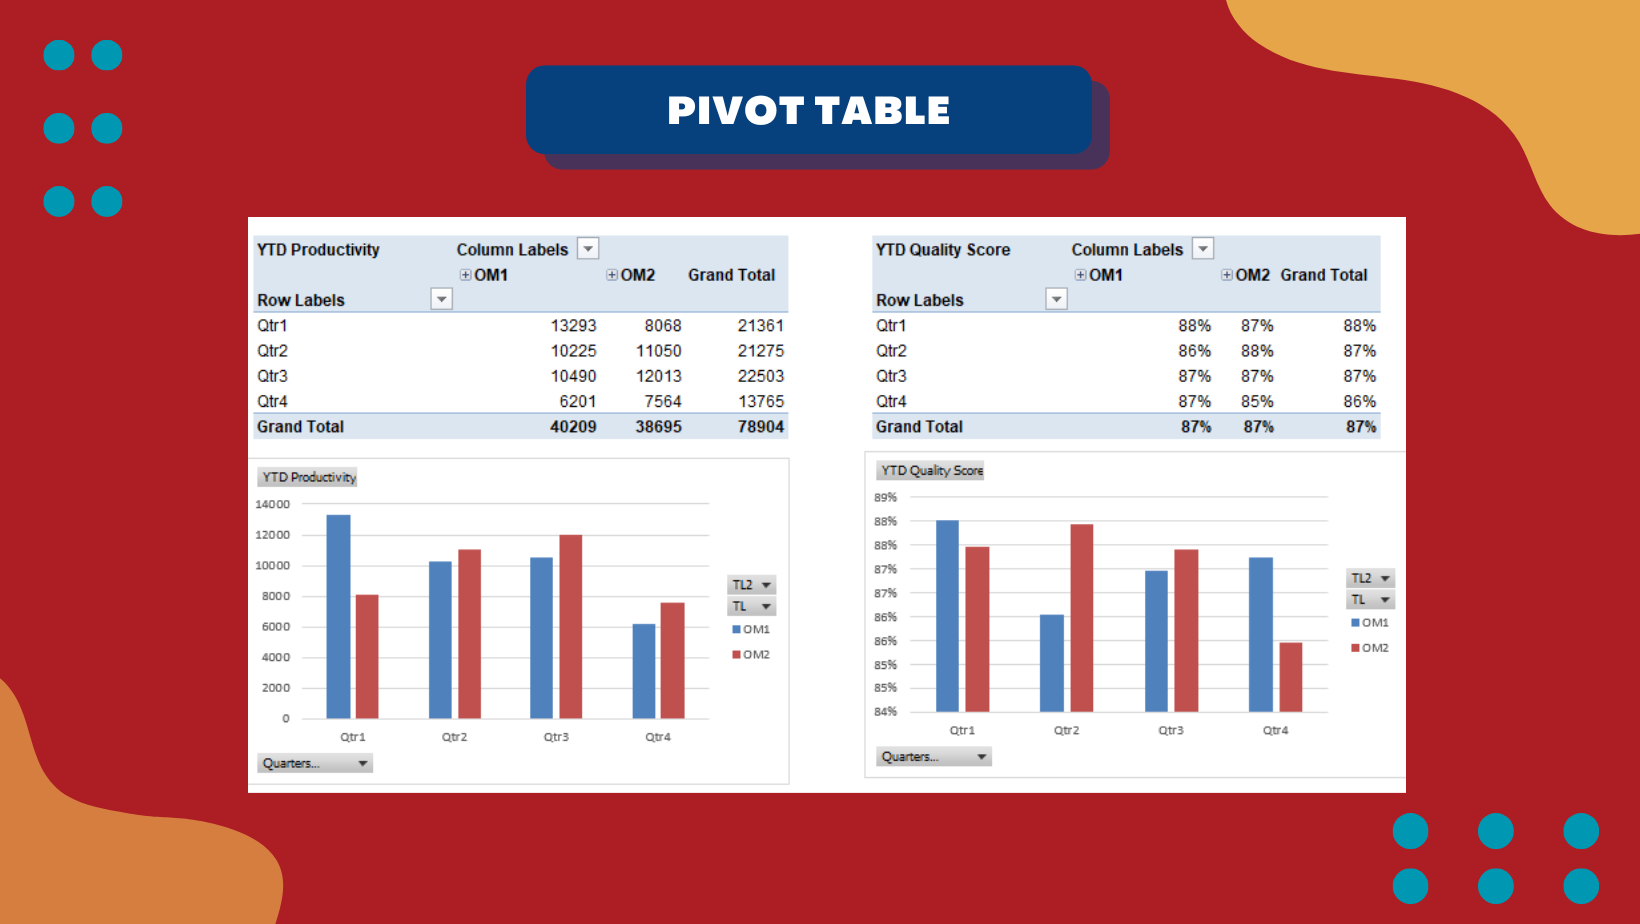 PIVOT TABLE
YTD Productivity Column Labels
OM1 OM2 Grand Total
Row Labels
Qtr1 13293 8068 21361
Qtr2 10225 11050 21275
Qtr3 10490 12013 22503
Qtr4 6201 7564 13765
Grand Total 40209 38695 78904
YTD Productivity
14000
12000
10000
8000
6000
4000
2000
0
Qtr1 Qtr2 Qtr3 Qtr4
TL2
TL
OM1
OM2
Quarters...
YTD Quality Score Column Labels
OM1 OM2 Grand Total
Row Labels
Qtr1 88% 87% 88%
Qtr2 86% 88% 87%
Qtr3 87% 87% 87%
Qtr4 87% 85% 86%
Grand Total 87% 87% 87%
YTD Quality Score
89%
88%
88%
87%
87%
86%
86%
85%
85%
84%
Qtr1 Qtr2 Qtr3 Qtr4
TL2
TL
OM1
OM2
Quarters...